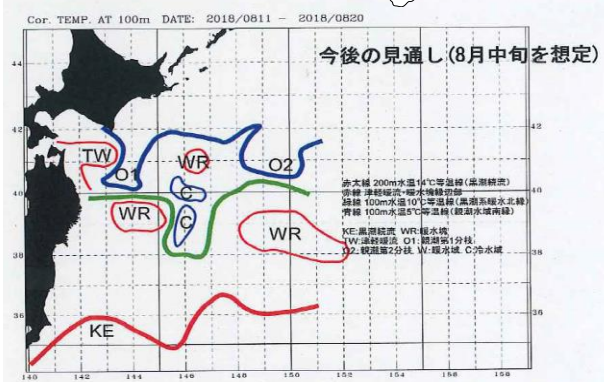 Cor. TEMP. AT 100m DATE: 2018/0811 － 2018/0820
今後の見通し(8月中旬を想定)
44
42
TW
WR
O1
O2
42
C
40
40
WR
C
WR
38
38
赤太線 200m水温14℃等温線(黒潮続流)
赤線 津軽暖流・暖水塊縁辺部
緑線 100m水温10℃等温線(黒潮系暖水北縁)
青線 100m水温5℃等温線(親潮水域南縁)
KE:黒潮続流 WR:暖水塊
TW:津軽暖流 O1:親潮第1分枝
O2:親潮第2分枝 W:暖水域 C:冷水域
36
36
KE
140 142 144 146 148 150 152 154 156 158